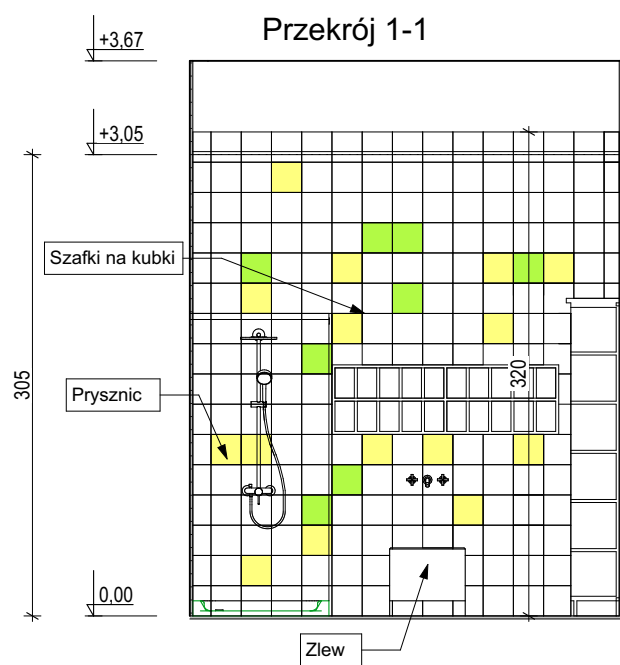 Przekrój 1-1
+3,67
+3,05
Szafki na kubki
305
320
Prysznic
0,00
Zlew